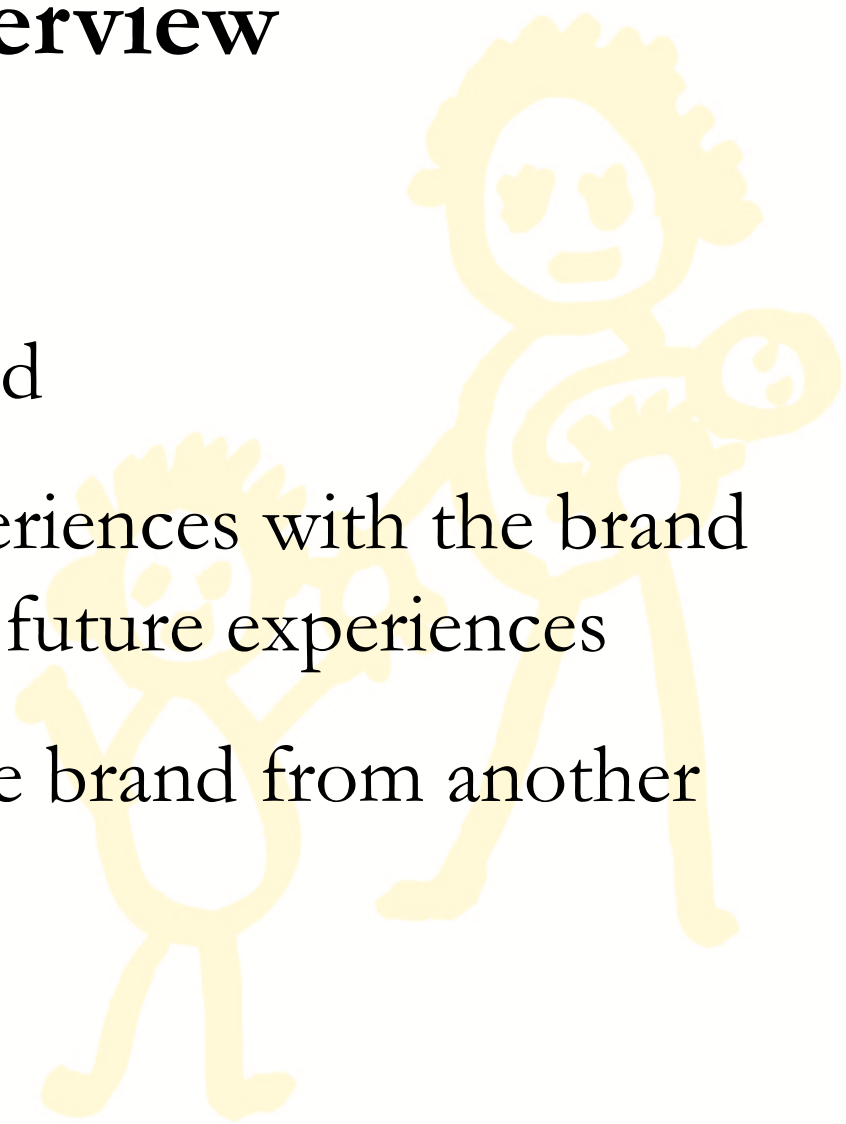 erview
d
eriences with the brand
future experiences
e brand from another